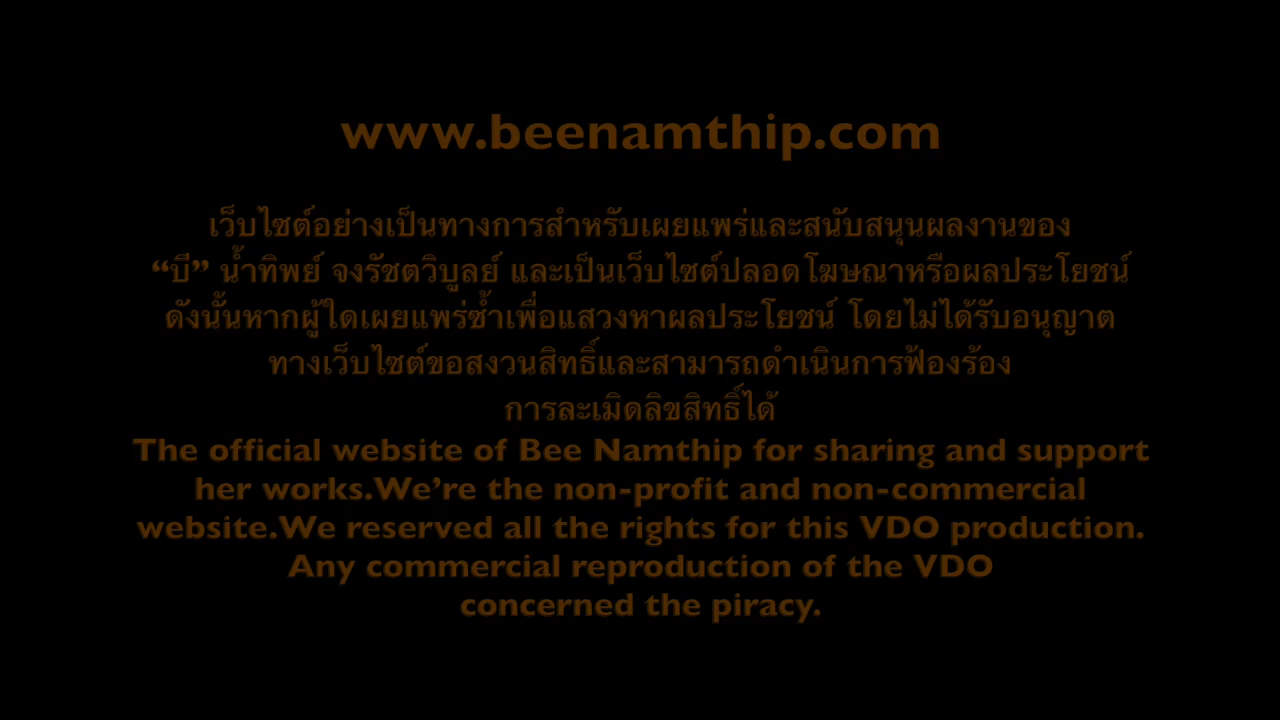 www.beenamthip.com
เว็บไซต์อย่างเป็นทางการสำหรับเผยแพร่และสนับสนุนผลงานของ
“บี” น้ำทิพย์ จงรัชตวิบูลย์ และเป็นเว็บไซต์ปลอดโฆษณาหรือผลประโยชน์
ดังนั้นหากผู้ใดเผยแพร่ซ้ำเพื่อแสวงหาผลประโยชน์ โดยไม่ได้รับอนุญาต
ทางเว็บไซต์ขอสงวนสิทธิ์และสามารถดำเนินการฟ้องร้อง
การละเมิดลิขสิทธิ์ได้
The official website of Bee Namthip for sharing and support
her works.We’re the non-profit and non-commercial
website.We reserved all the rights for this VDO production.
Any commercial reproduction of the VDO
concerned the piracy.